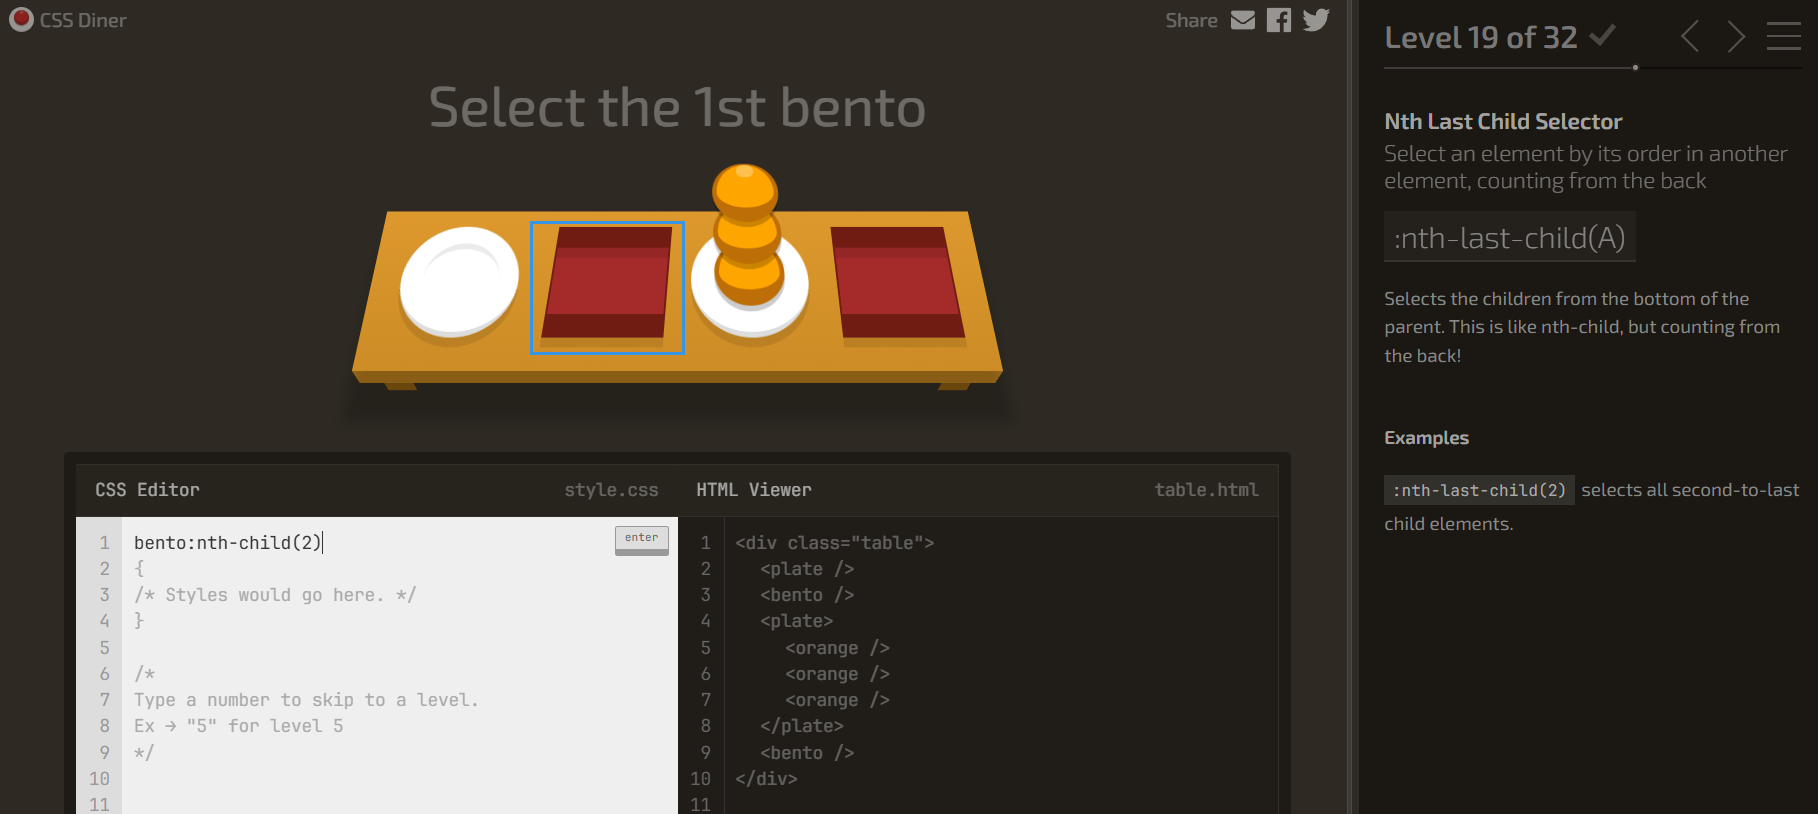 CSS Diner
Share
Select the 1st bento
CSS Editor
style.css
1 bento:nth-child(2)
2 {
3 /* Styles would go here. */
4 }
5
6 /*
7 Type a number to skip to a level.
8 Ex → "5" for level 5
9 */
10
11
enter
HTML Viewer
table.html
1 <div class="table">
2 <plate />
3 <bento />
4 <plate>
5 <orange />
6 <orange />
7 <orange />
8 </plate>
9 <bento />
10 </div>
11
Level 19 of 32
Nth Last Child Selector
Select an element by its order in another
element, counting from the back
:nth-last-child(A)
Selects the children from the bottom of the
parent. This is like nth-child, but counting from
the back!
Examples
:nth-last-child(2) selects all second-to-last
child elements.